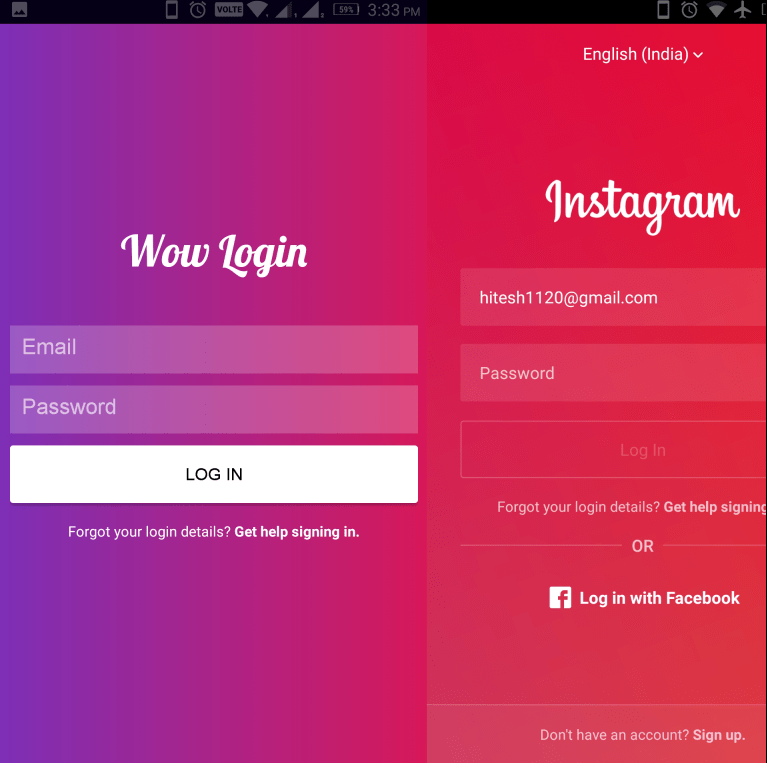 VOLTE 59% 3:33 PM
Wow Login
Email
Password
LOG IN
Forgot your login details? Get help signing in.
English (India)
Instagram
hitesh1120@gmail.com
Password
Log In
Forgot your login details? Get help signing
OR
Log in with Facebook
Don't have an account? Sign up.